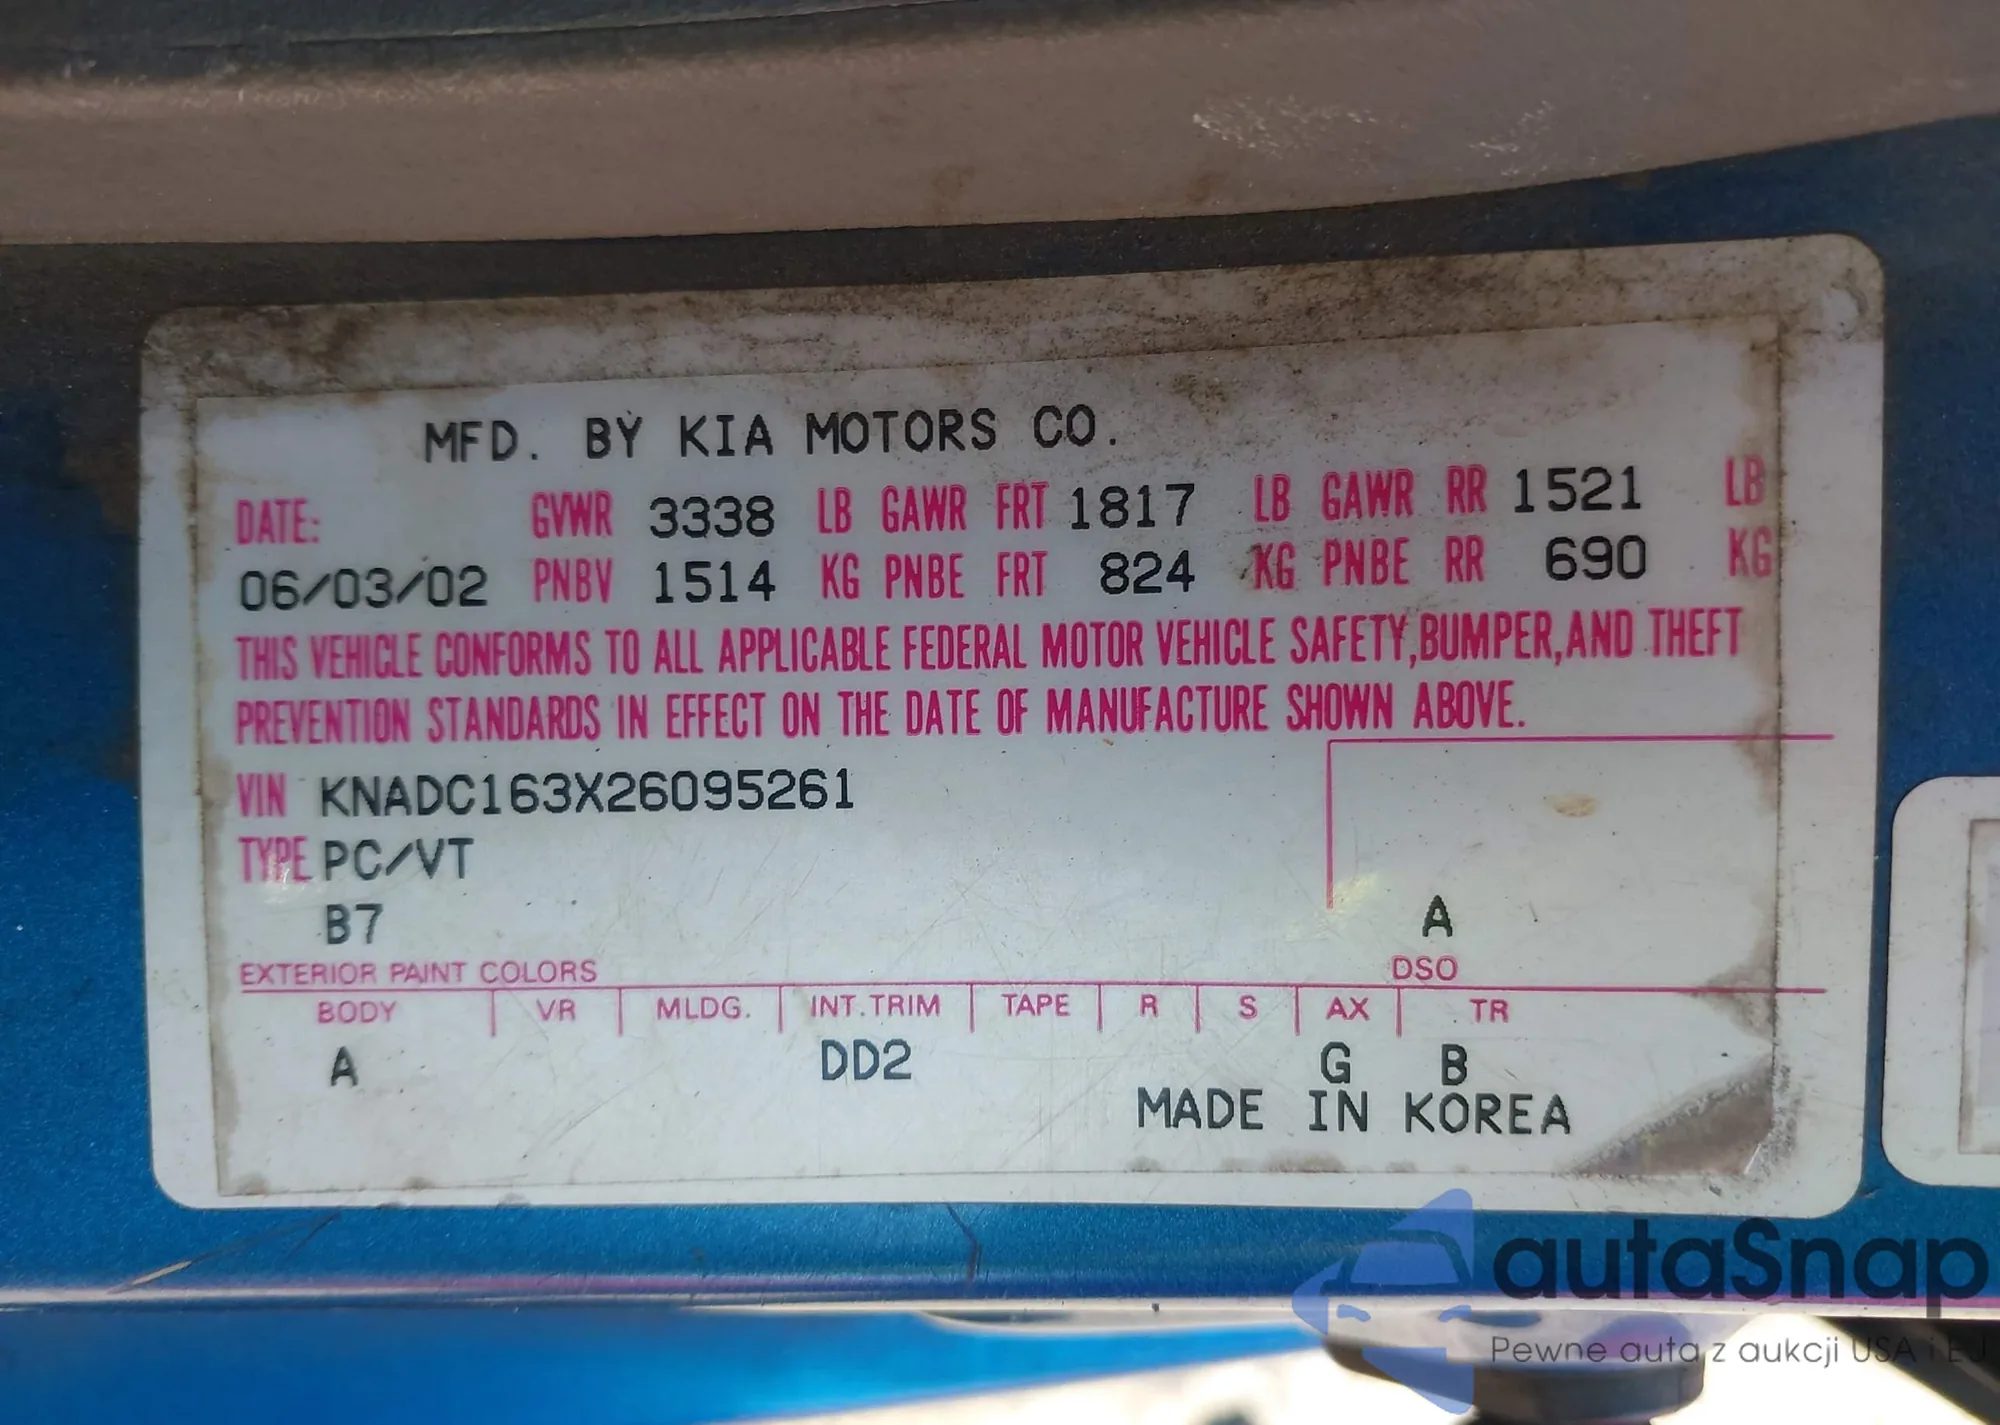 MFD. BY KIA MOTORS CO.
DATE: GVWR 3338 LB GAWR FRT 1817 LB GAWR RR 1521 LB
06/03/02 PNBV 1514 KG PNBE FRT 824 KG PNBE RR 690 KG
THIS VEHICLE CONFORMS TO ALL APPLICABLE FEDERAL MOTOR VEHICLE SAFETY,BUMPER,AND THEFT
PREVENTION STANDARDS IN EFFECT ON THE DATE OF MANUFACTURE SHOWN ABOVE.
VIN KNADC163X26095261
TYPE PC/VT
B7 A
EXTERIOR PAINT COLORS DSO
BODY VR MLDG. INT.TRIM TAPE R S AX TR
A DD2 G B
MADE IN KOREA
autaSnap
Pewne auta z aukcji USA i EU